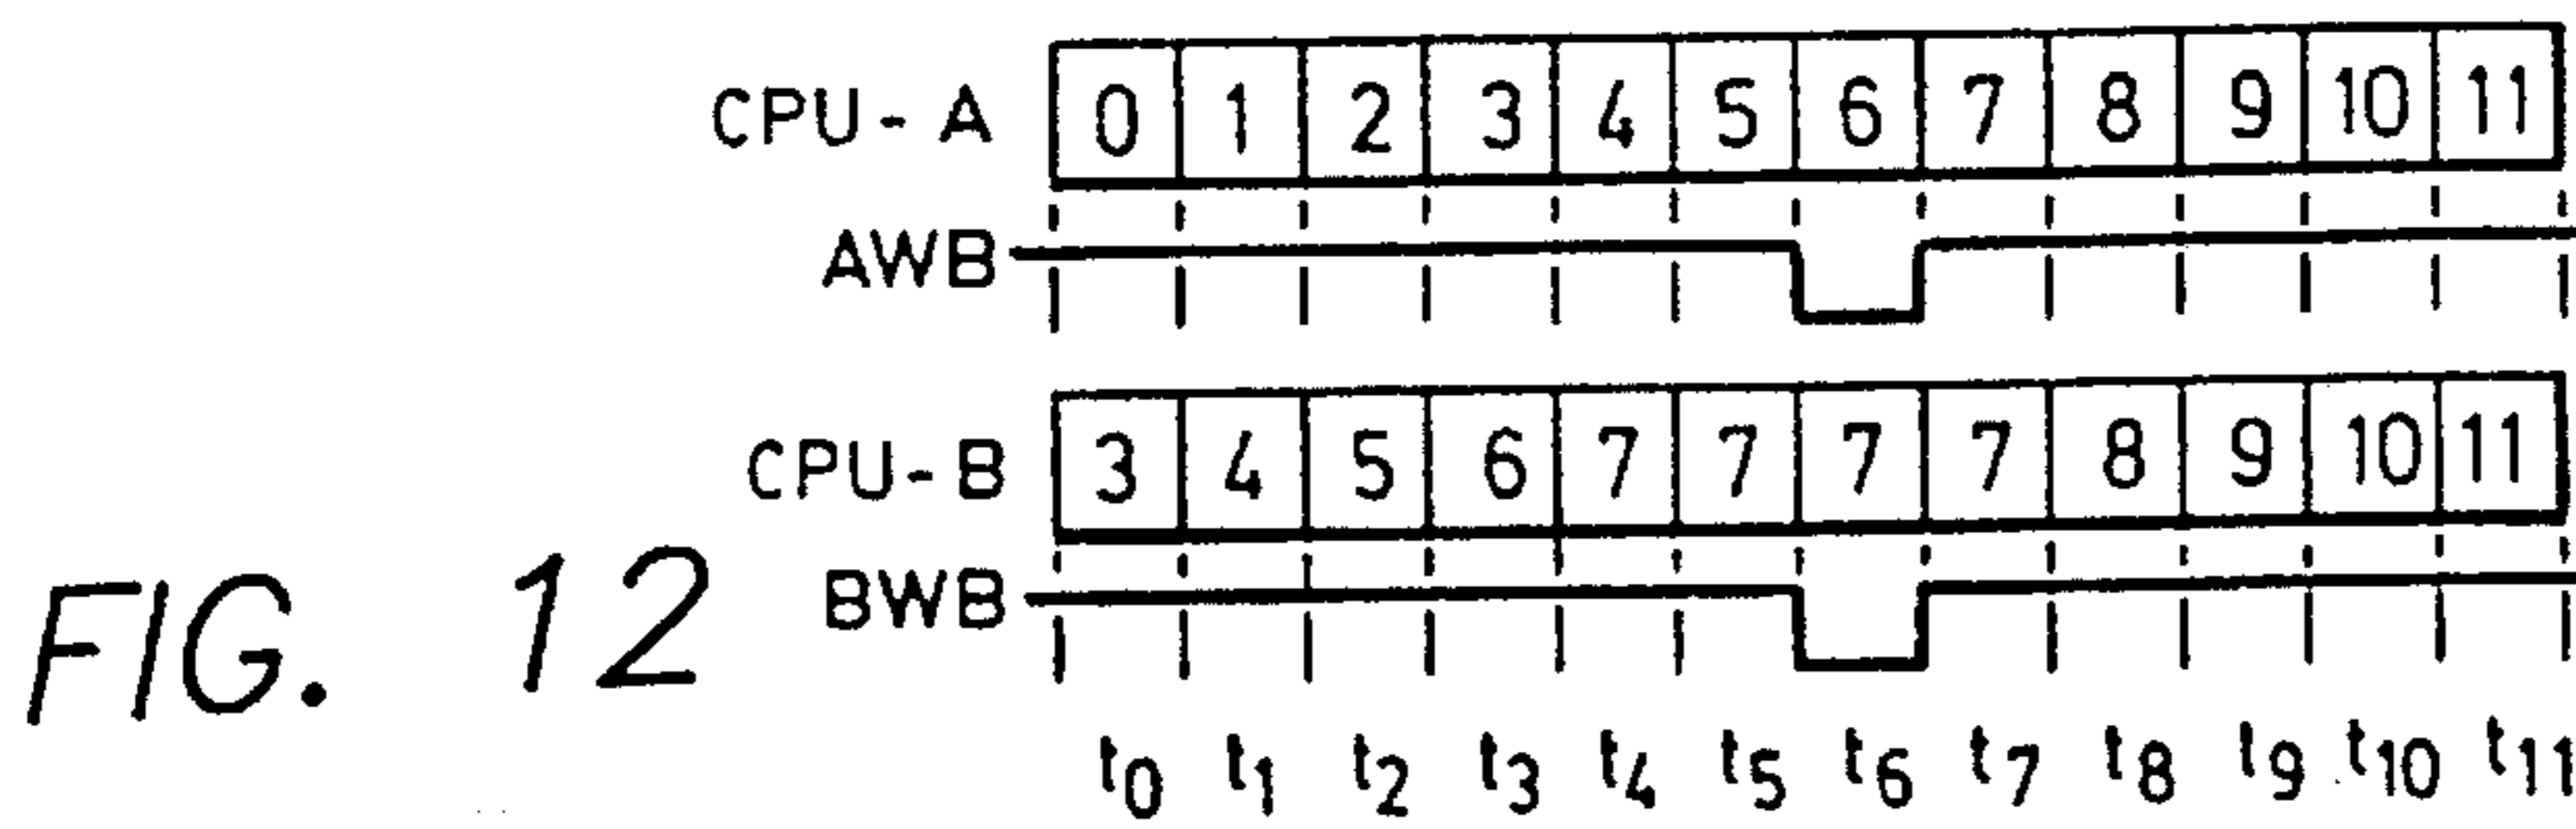 CPU-A 0 1 2 3 4 5 6 7 8 9 10 11
AWB
CPU-B 3 4 5 6 7 7 7 7 8 9 10 11
BWB
t0 t1 t2 t3 t4 t5 t6 t7 t8 t9 t10 t11
FIG. 12